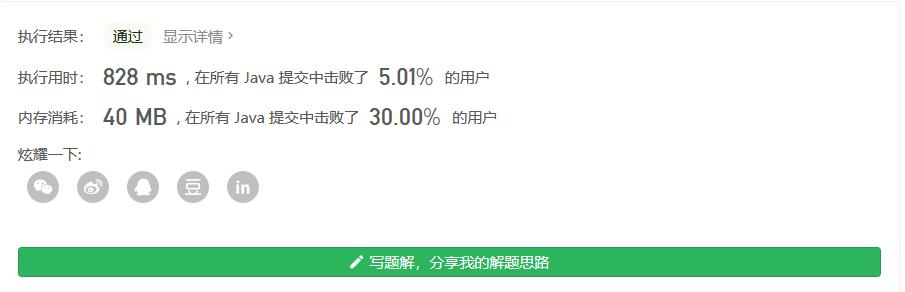 执行结果： 通过 显示详情 ›
执行用时： 828 ms , 在所有 Java 提交中击败了 5.01% 的用户
内存消耗： 40 MB , 在所有 Java 提交中击败了 30.00% 的用户
炫耀一下:
豆 in
写题解，分享我的解题思路